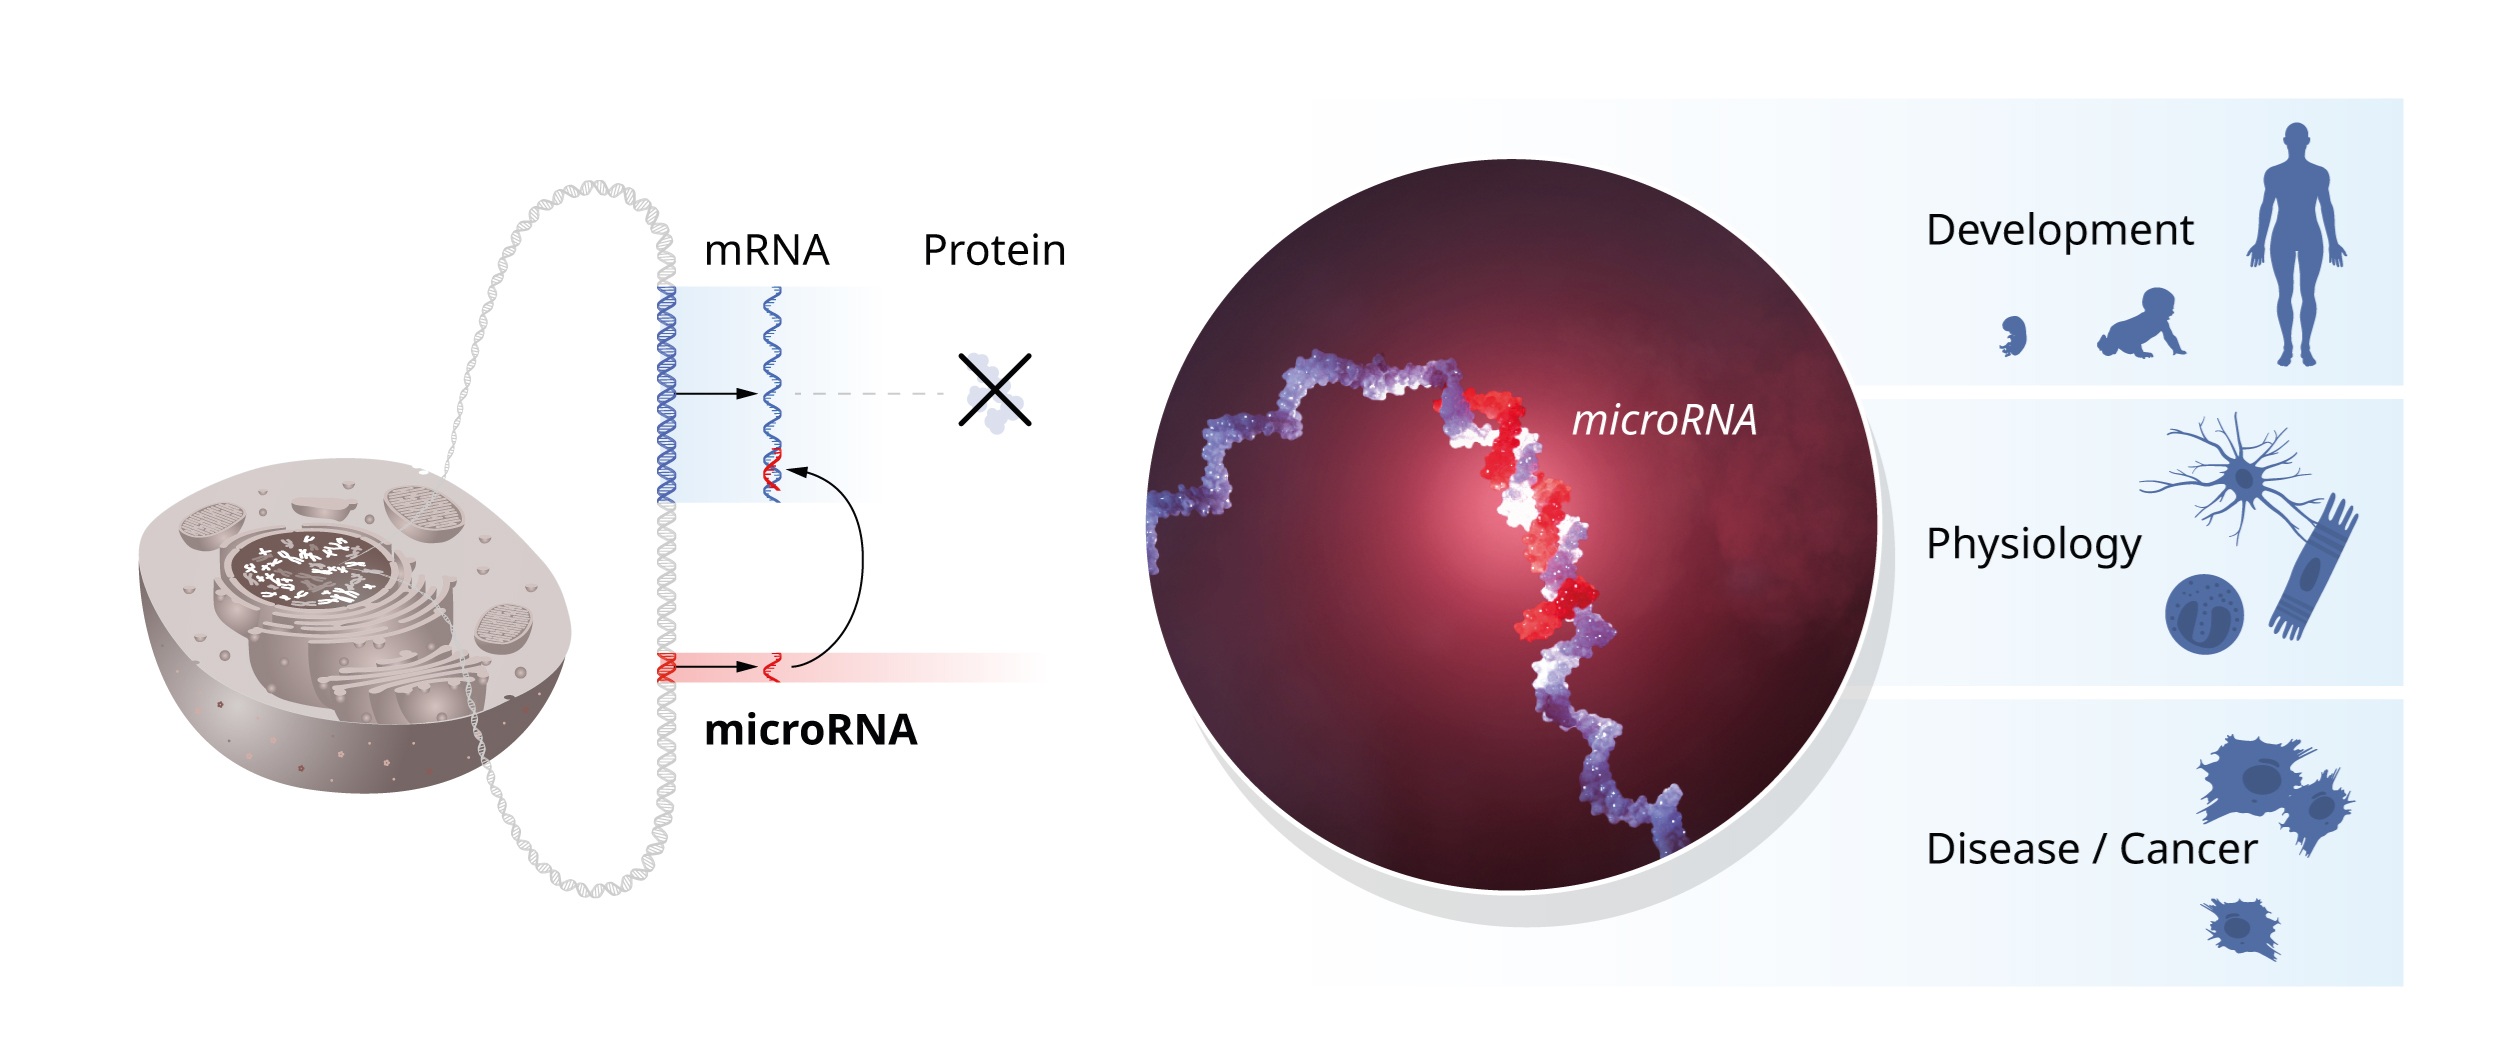 mRNA
Protein
microRNA
microRNA
Development
Physiology
Disease / Cancer